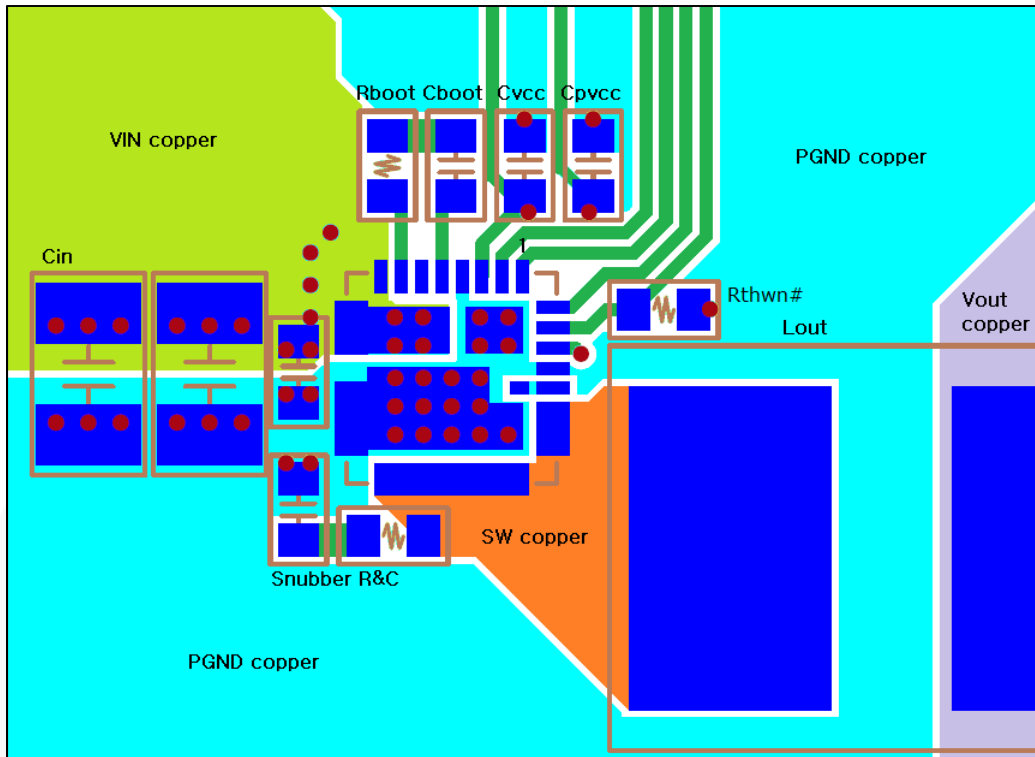 Rboot Cboot Cvcc Cpvcc
VIN copper
PGND copper
1
Cin
Rthwn#
Vout
copper
Lout
SW copper
Snubber R&C
PGND copper